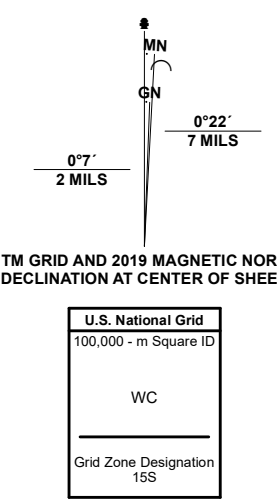 MN
GN
0°22´
7 MILS
0°7´
2 MILS
TM GRID AND 2019 MAGNETIC NOR
DECLINATION AT CENTER OF SHEE
U.S. National Grid
100,000 - m Square ID
WC
Grid Zone Designation
15S